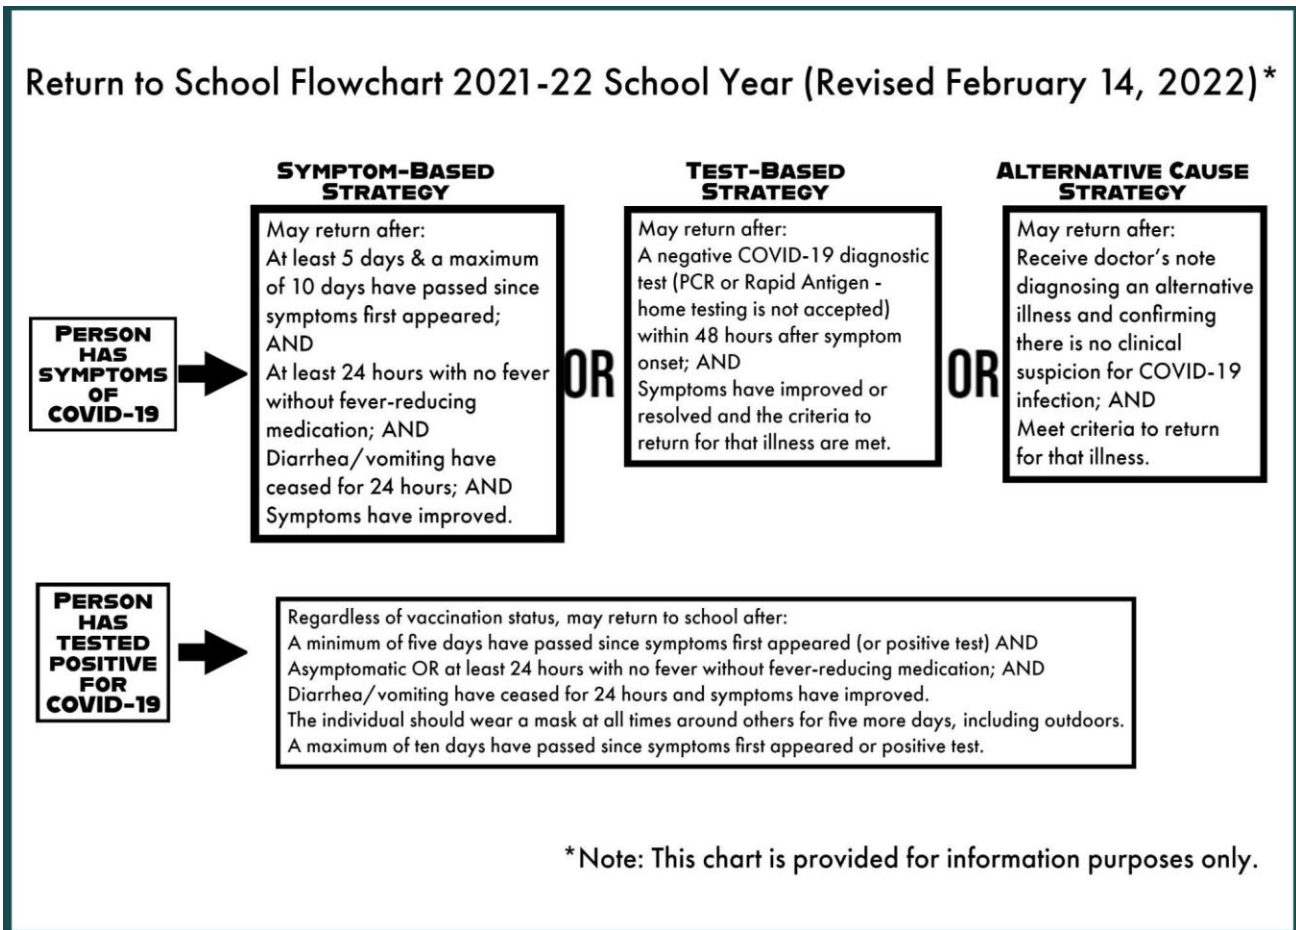 Return to School Flowchart 2021-22 School Year (Revised February 14, 2022)*
PERSON
HAS
SYMPTOMS
OF
COVID-19
SYMPTOM-BASED
STRATEGY
May return after:
At least 5 days & a maximum
of 10 days have passed since
symptoms first appeared;
AND
At least 24 hours with no fever
without fever-reducing
medication; AND
Diarrhea/vomiting have
ceased for 24 hours; AND
Symptoms have improved.
OR
TEST-BASED
STRATEGY
May return after:
A negative COVID-19 diagnostic
test (PCR or Rapid Antigen -
home testing is not accepted)
within 48 hours after symptom
onset; AND
Symptoms have improved or
resolved and the criteria to
return for that illness are met.
OR
ALTERNATIVE CAUSE
STRATEGY
May return after:
Receive doctor's note
diagnosing an alternative
illness and confirming
there is no clinical
suspicion for COVID-19
infection; AND
Meet criteria to return
for that illness.
PERSON
HAS
TESTED
POSITIVE
FOR
COVID-19
Regardless of vaccination status, may return to school after:
A minimum of five days have passed since symptoms first appeared (or positive test) AND
Asymptomatic OR at least 24 hours with no fever without fever-reducing medication; AND
Diarrhea/vomiting have ceased for 24 hours and symptoms have improved.
The individual should wear a mask at all times around others for five more days, including outdoors.
A maximum of ten days have passed since symptoms first appeared or positive test.
*Note: This chart is provided for information purposes only.